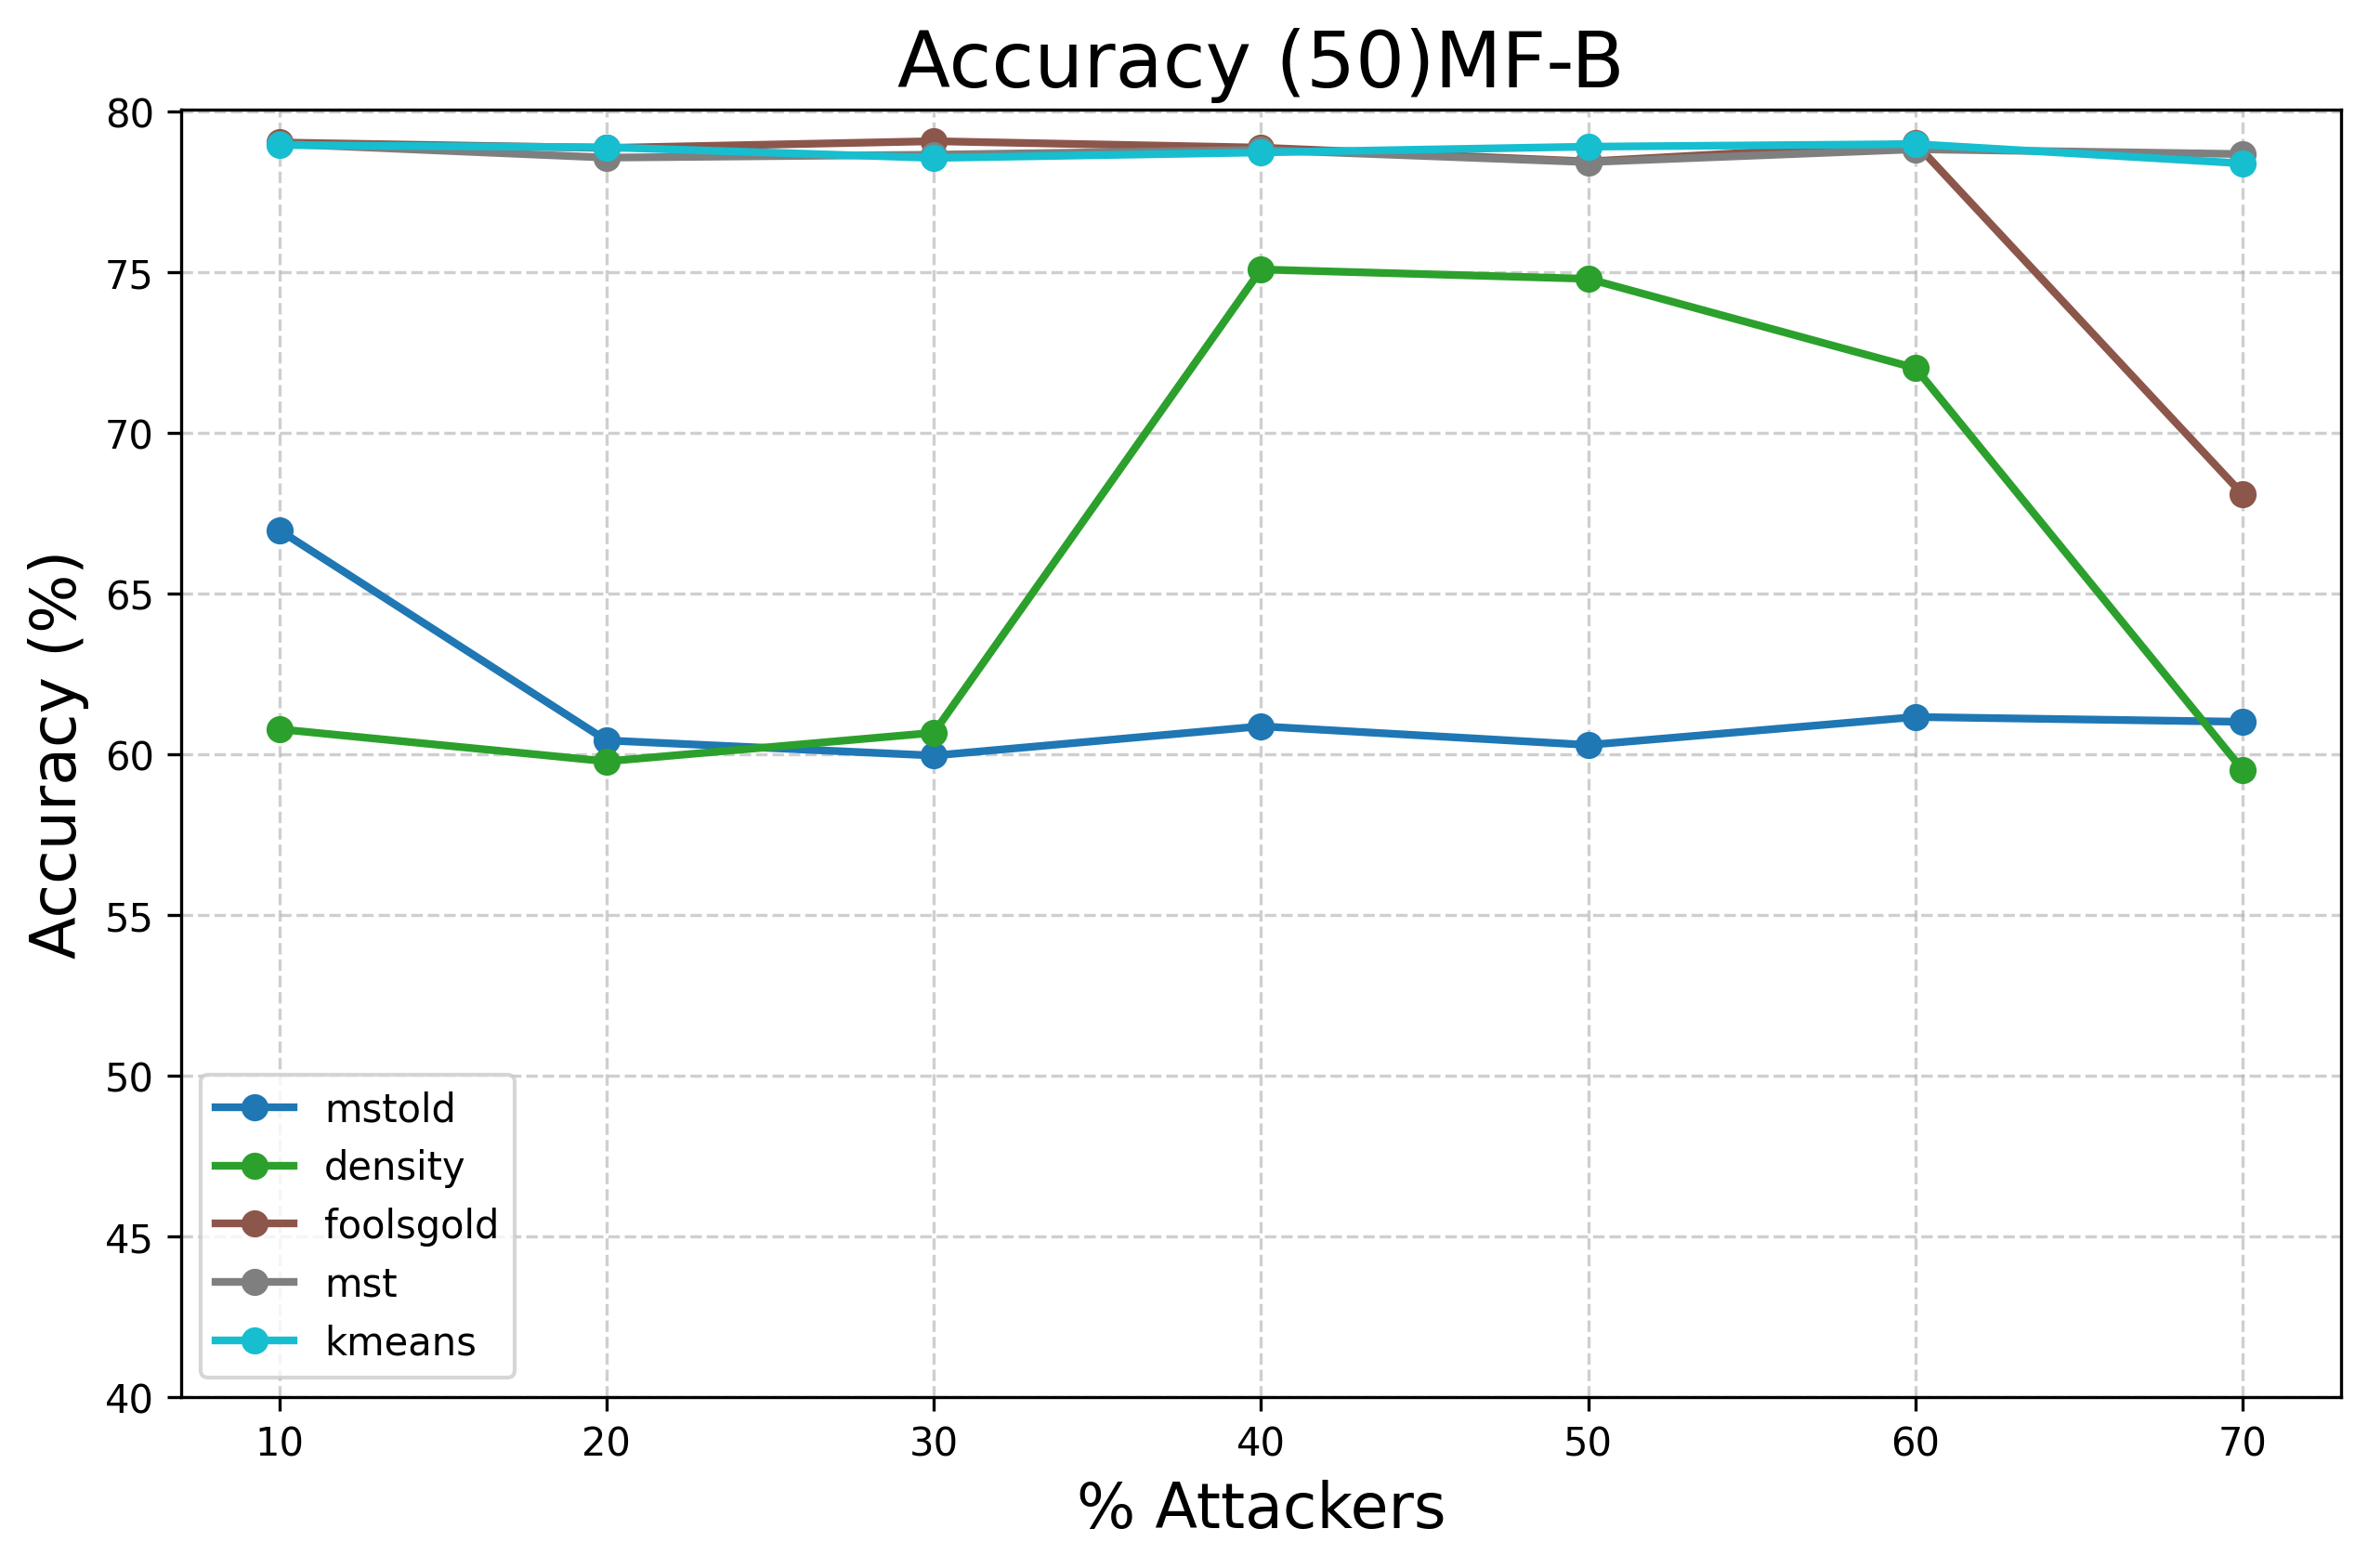 Accuracy (50)MF-B
80
75
70
65
60
55
50
45
40
Accuracy (%)
mstold
density
foolsgold
mst
kmeans
10 20 30 40 50 60 70
% Attackers